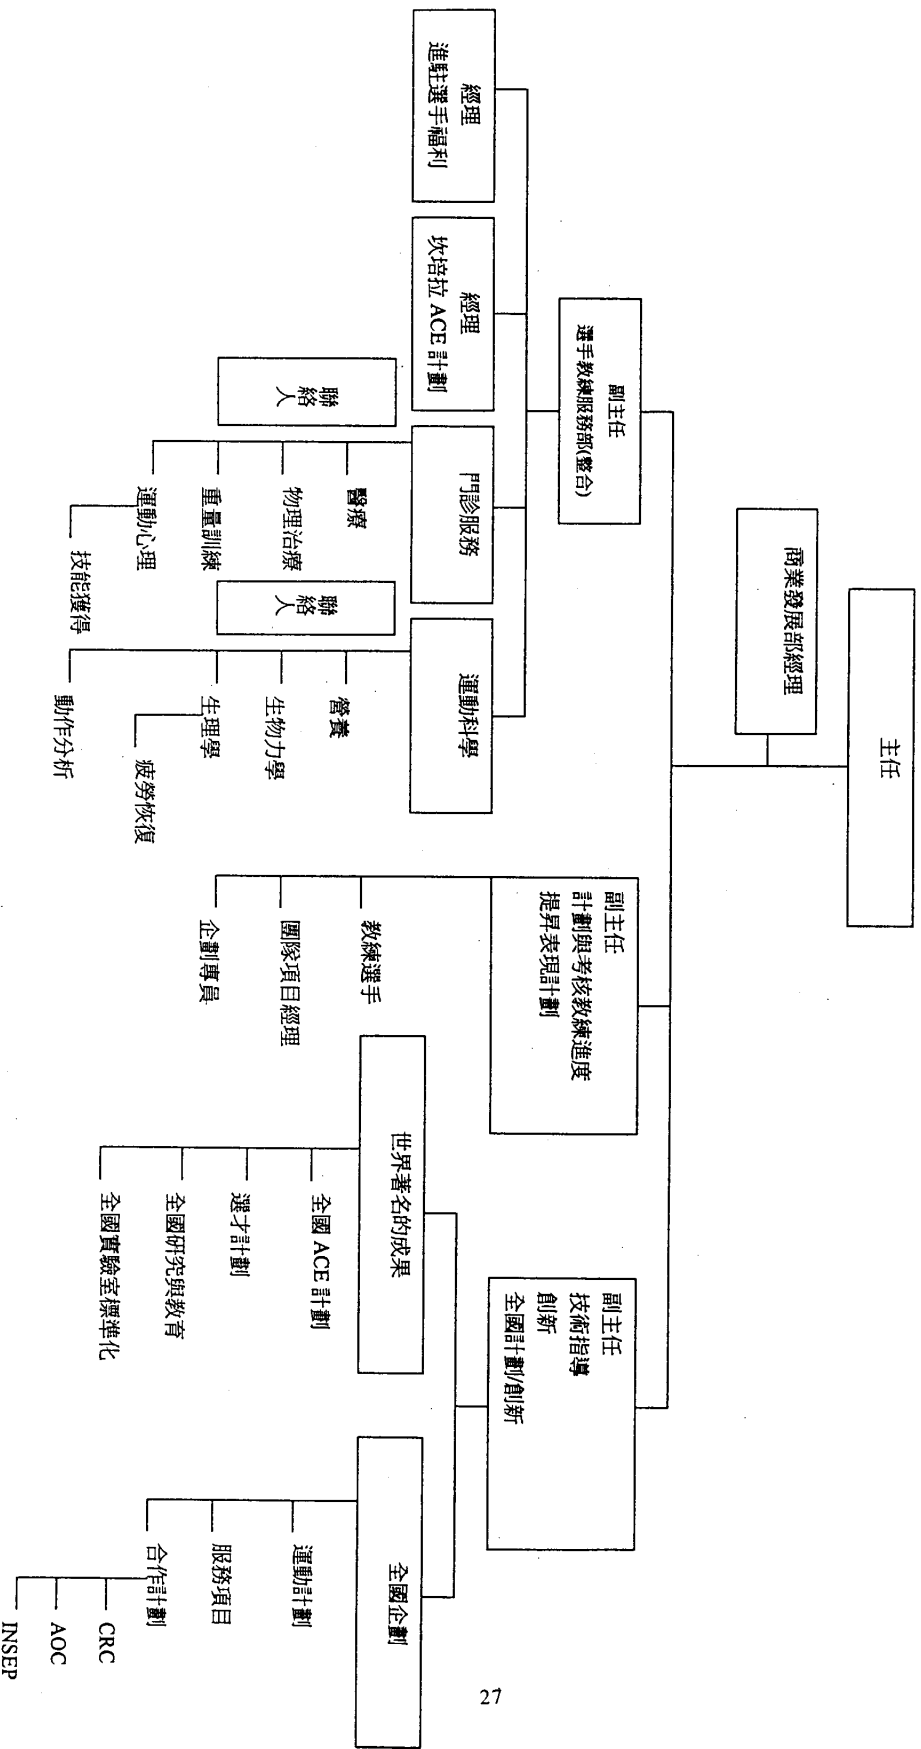 主任
商業發展部經理
副主任
選手教練服務部(整合)
副主任
計劃與考核教練進度
提昇表現計劃
副主任
技術指導
創新
全國計劃/創新
經理
進駐選手福利
經理
坎培拉 ACE 計劃
門診服務
運動科學
聯
絡
人
醫療
物理治療
重量訓練
運動心理
技能獲得
聯
絡
人
營養
生物力學
生理學
疲勞恢復
動作分析
教練選手
團隊項目經理
企劃專員
世界著名的成果
全國 ACE 計劃
選才計劃
全國研究與教育
全國實驗室標準化
全國企劃
運動計劃
服務項目
合作計劃
CRC
AOC
INSEP
27